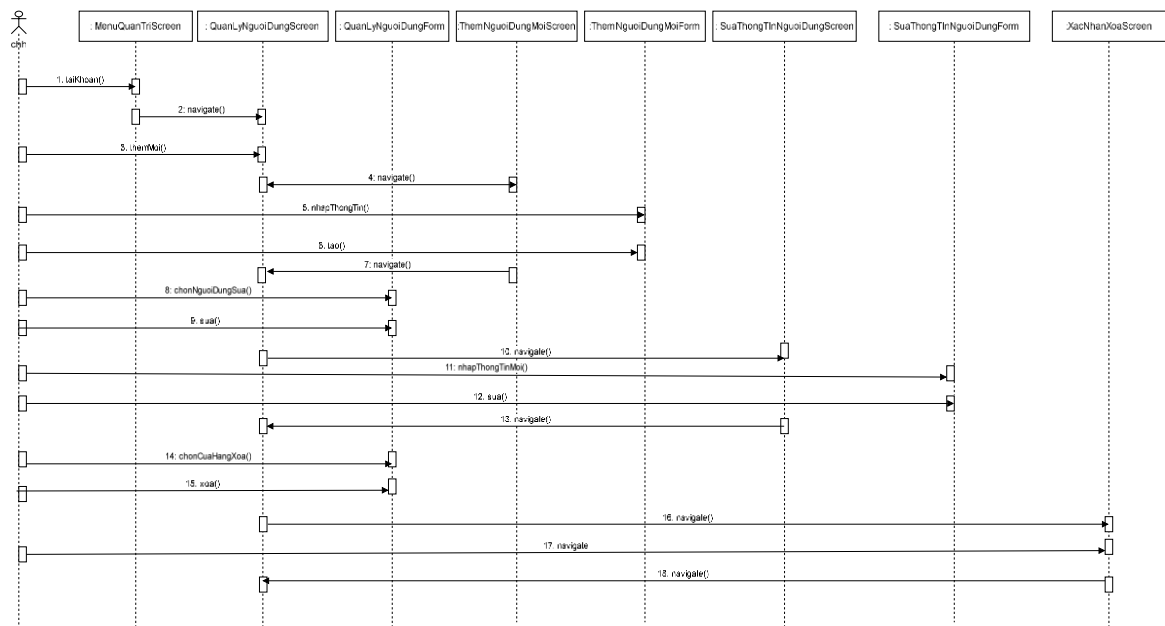 : MenuQuanTriScreen
: QuanLyNguoiDungScreen
: QuanLyNguoiDungForm
:ThemNguoiDungMoiScreen
:ThemNguoiDungMoiForm
: SuaThongTInNguoiDungScreen
: SuaThongTInNguoiDungForm
:XacNhanXoaScreen
chh
1: taiKhoan()
2: navigate()
3. themMoi()
4: navigate()
5. nhapThongTin()
6. tao()
7: navigate()
8: chonNguoiDungSua()
9. sua()
10. navigate()
11: nhapThongTinMoi()
12. sua()
13. navigate()
14: chonCuaHangXoa()
15. xoa()
16. navigate()
17. navigate
18. navigate()